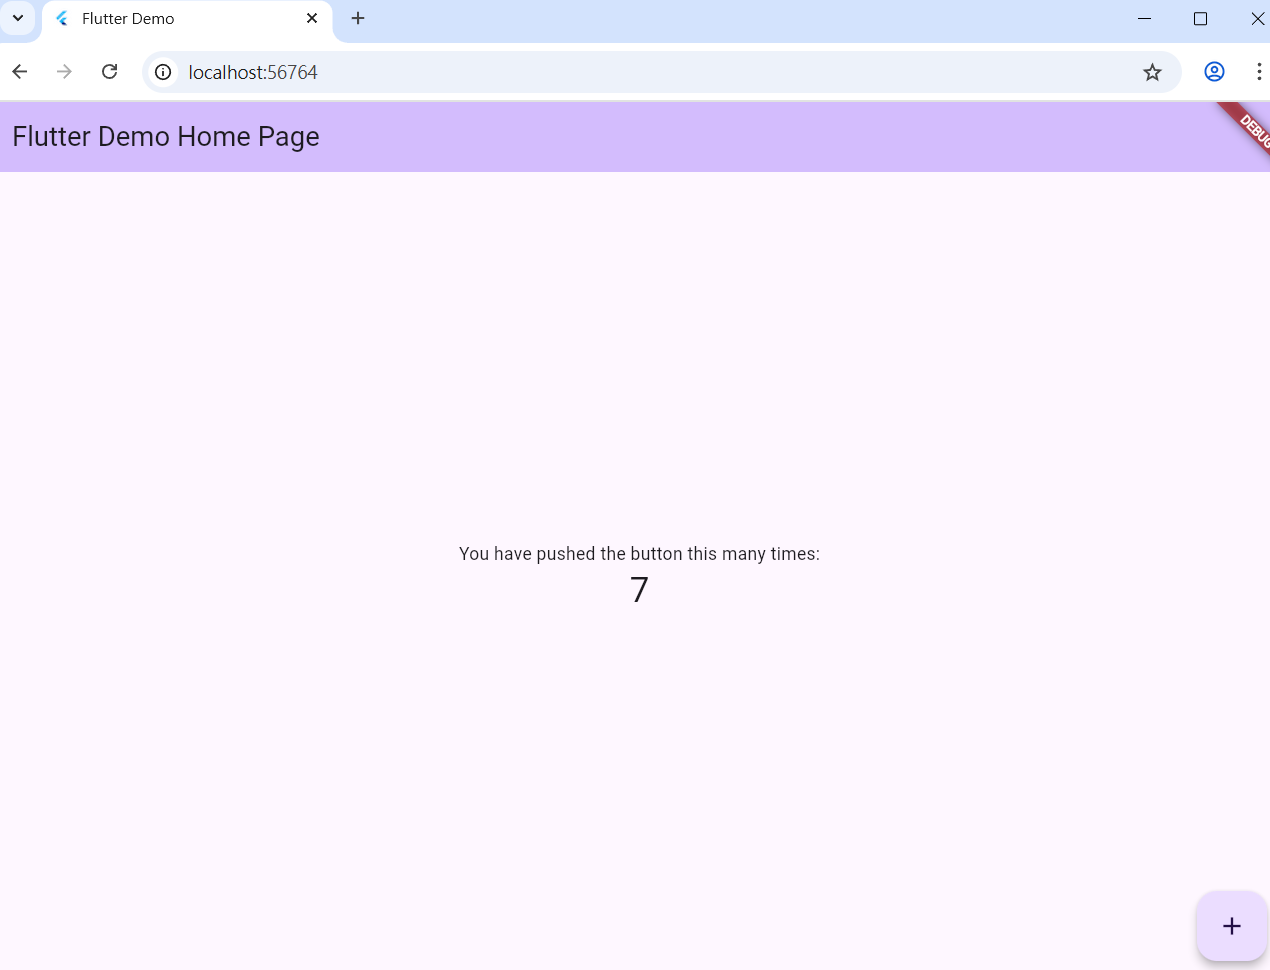 Flutter Demo
localhost:56764
Flutter Demo Home Page
DEBUG
You have pushed the button this many times:
7